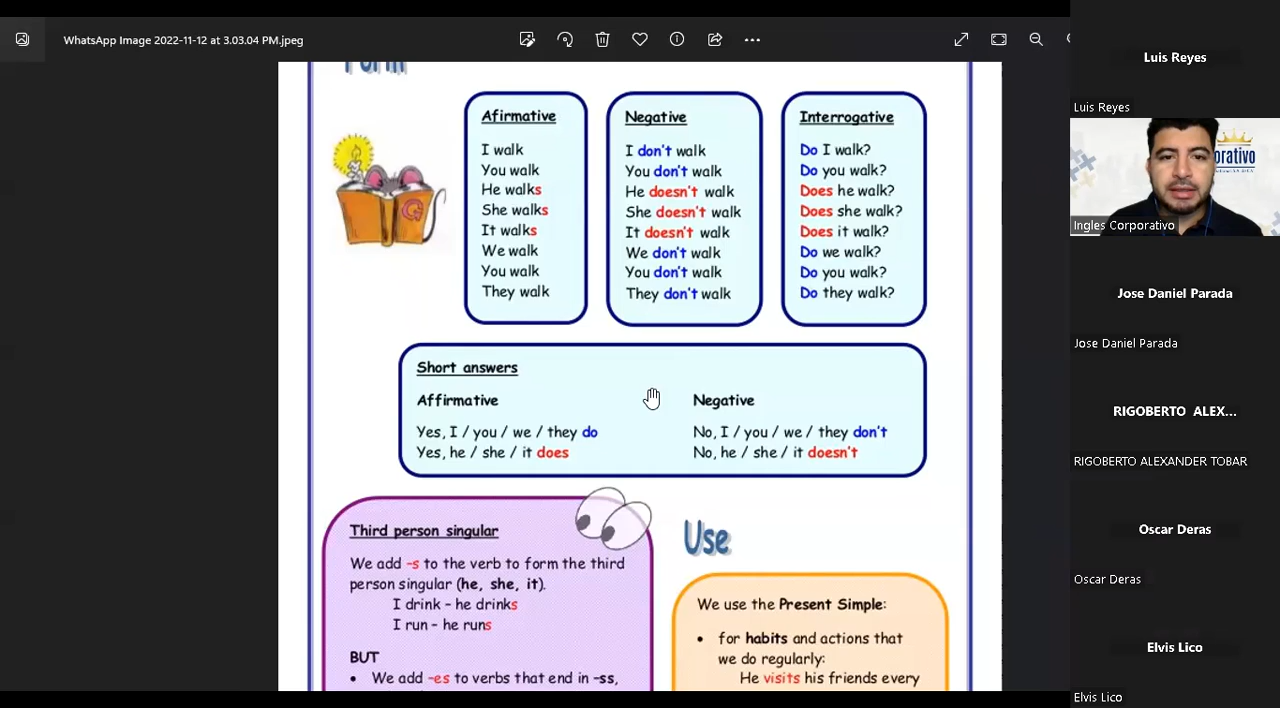 WhatsApp Image 2022-11-12 at 3.03.04 PM.jpeg
Form
Afirmative
I walk
You walk
He walks
She walks
It walks
We walk
You walk
They walk
Negative
I don't walk
You don't walk
He doesn't walk
She doesn't walk
It doesn't walk
We don't walk
You don't walk
They don't walk
Interrogative
Do I walk?
Do you walk?
Does he walk?
Does she walk?
Does it walk?
Do we walk?
Do you walk?
Do they walk?
Short answers
Affirmative
Yes, I / you / we / they do
Yes, he / she / it does
Negative
No, I / you / we / they don't
No, he / she / it doesn't
Third person singular
We add -s to the verb to form the third
person singular (he, she, it).
I drink – he drinks
I run – he runs
BUT
• We add -es to verbs that end in -ss,
Use
We use the Present Simple:
• for habits and actions that
we do regularly:
He visits his friends every
Luis Reyes
Luis Reyes
orativo
Ingles Corporativo
Jose Daniel Parada
Jose Daniel Parada
RIGOBERTO ALEX...
RIGOBERTO ALEXANDER TOBAR
Oscar Deras
Oscar Deras
Elvis Lico
Elvis Lico